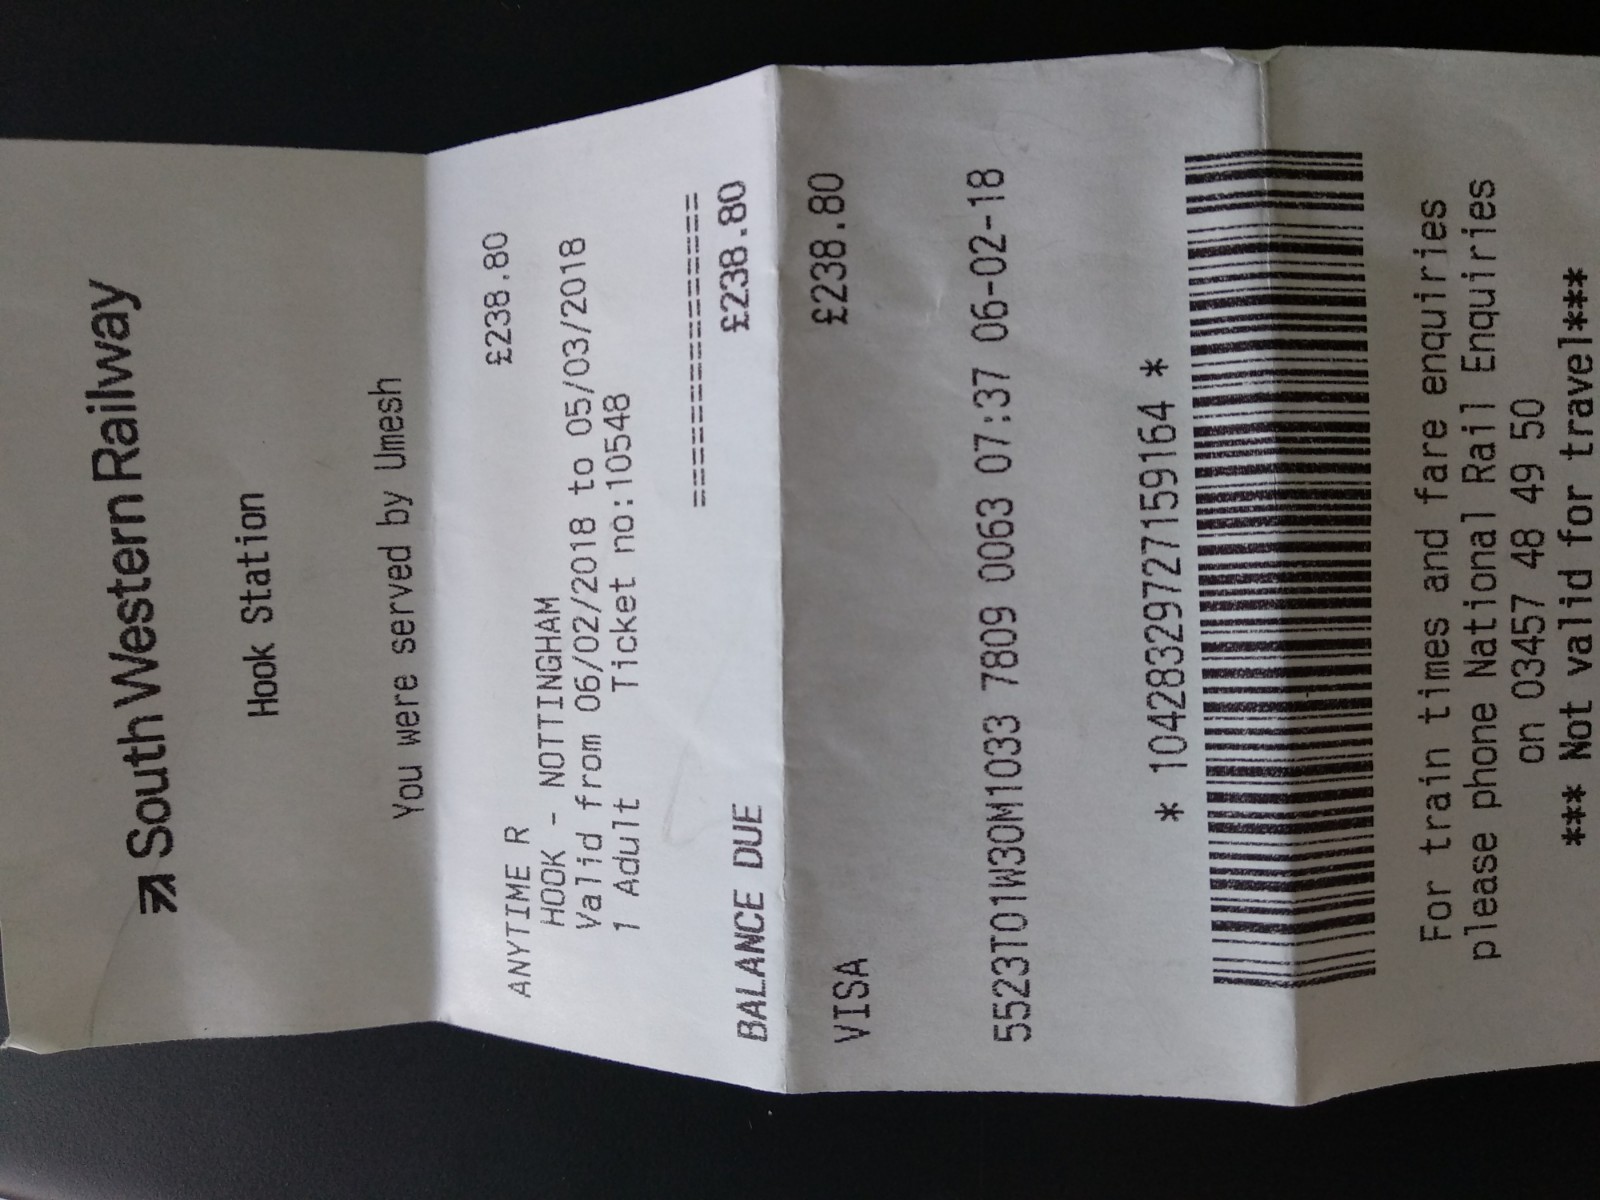 South Western Railway
Hook Station
You were served by Umesh
ANYTIME R £238.80
HOOK - NOTTINGHAM
Valid from 06/02/2018 to 05/03/2018
1 Adult Ticket no:10548
==================
BALANCE DUE £238.80
VISA £238.80
5523T01W30M1033 7809 0063 07:37 06-02-18
* 10428329727159164 *
For train times and fare enquiries
please phone National Rail Enquiries
on 03457 48 49 50
*** Not valid for travel***